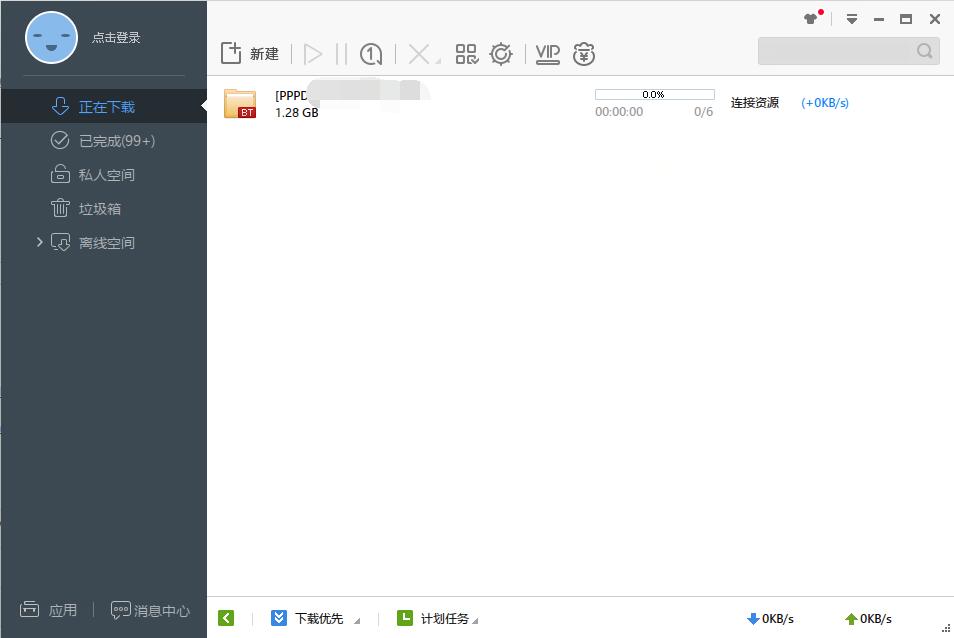 点击登录
正在下载
已完成(99+)
私人空间
垃圾箱
离线空间
应用
消息中心
新建
1
VIP
BT
[PPPD
1.28 GB
0.0%
00:00:00 0/6
连接资源 (+0KB/s)
下载优先
计划任务
0KB/s
0KB/s